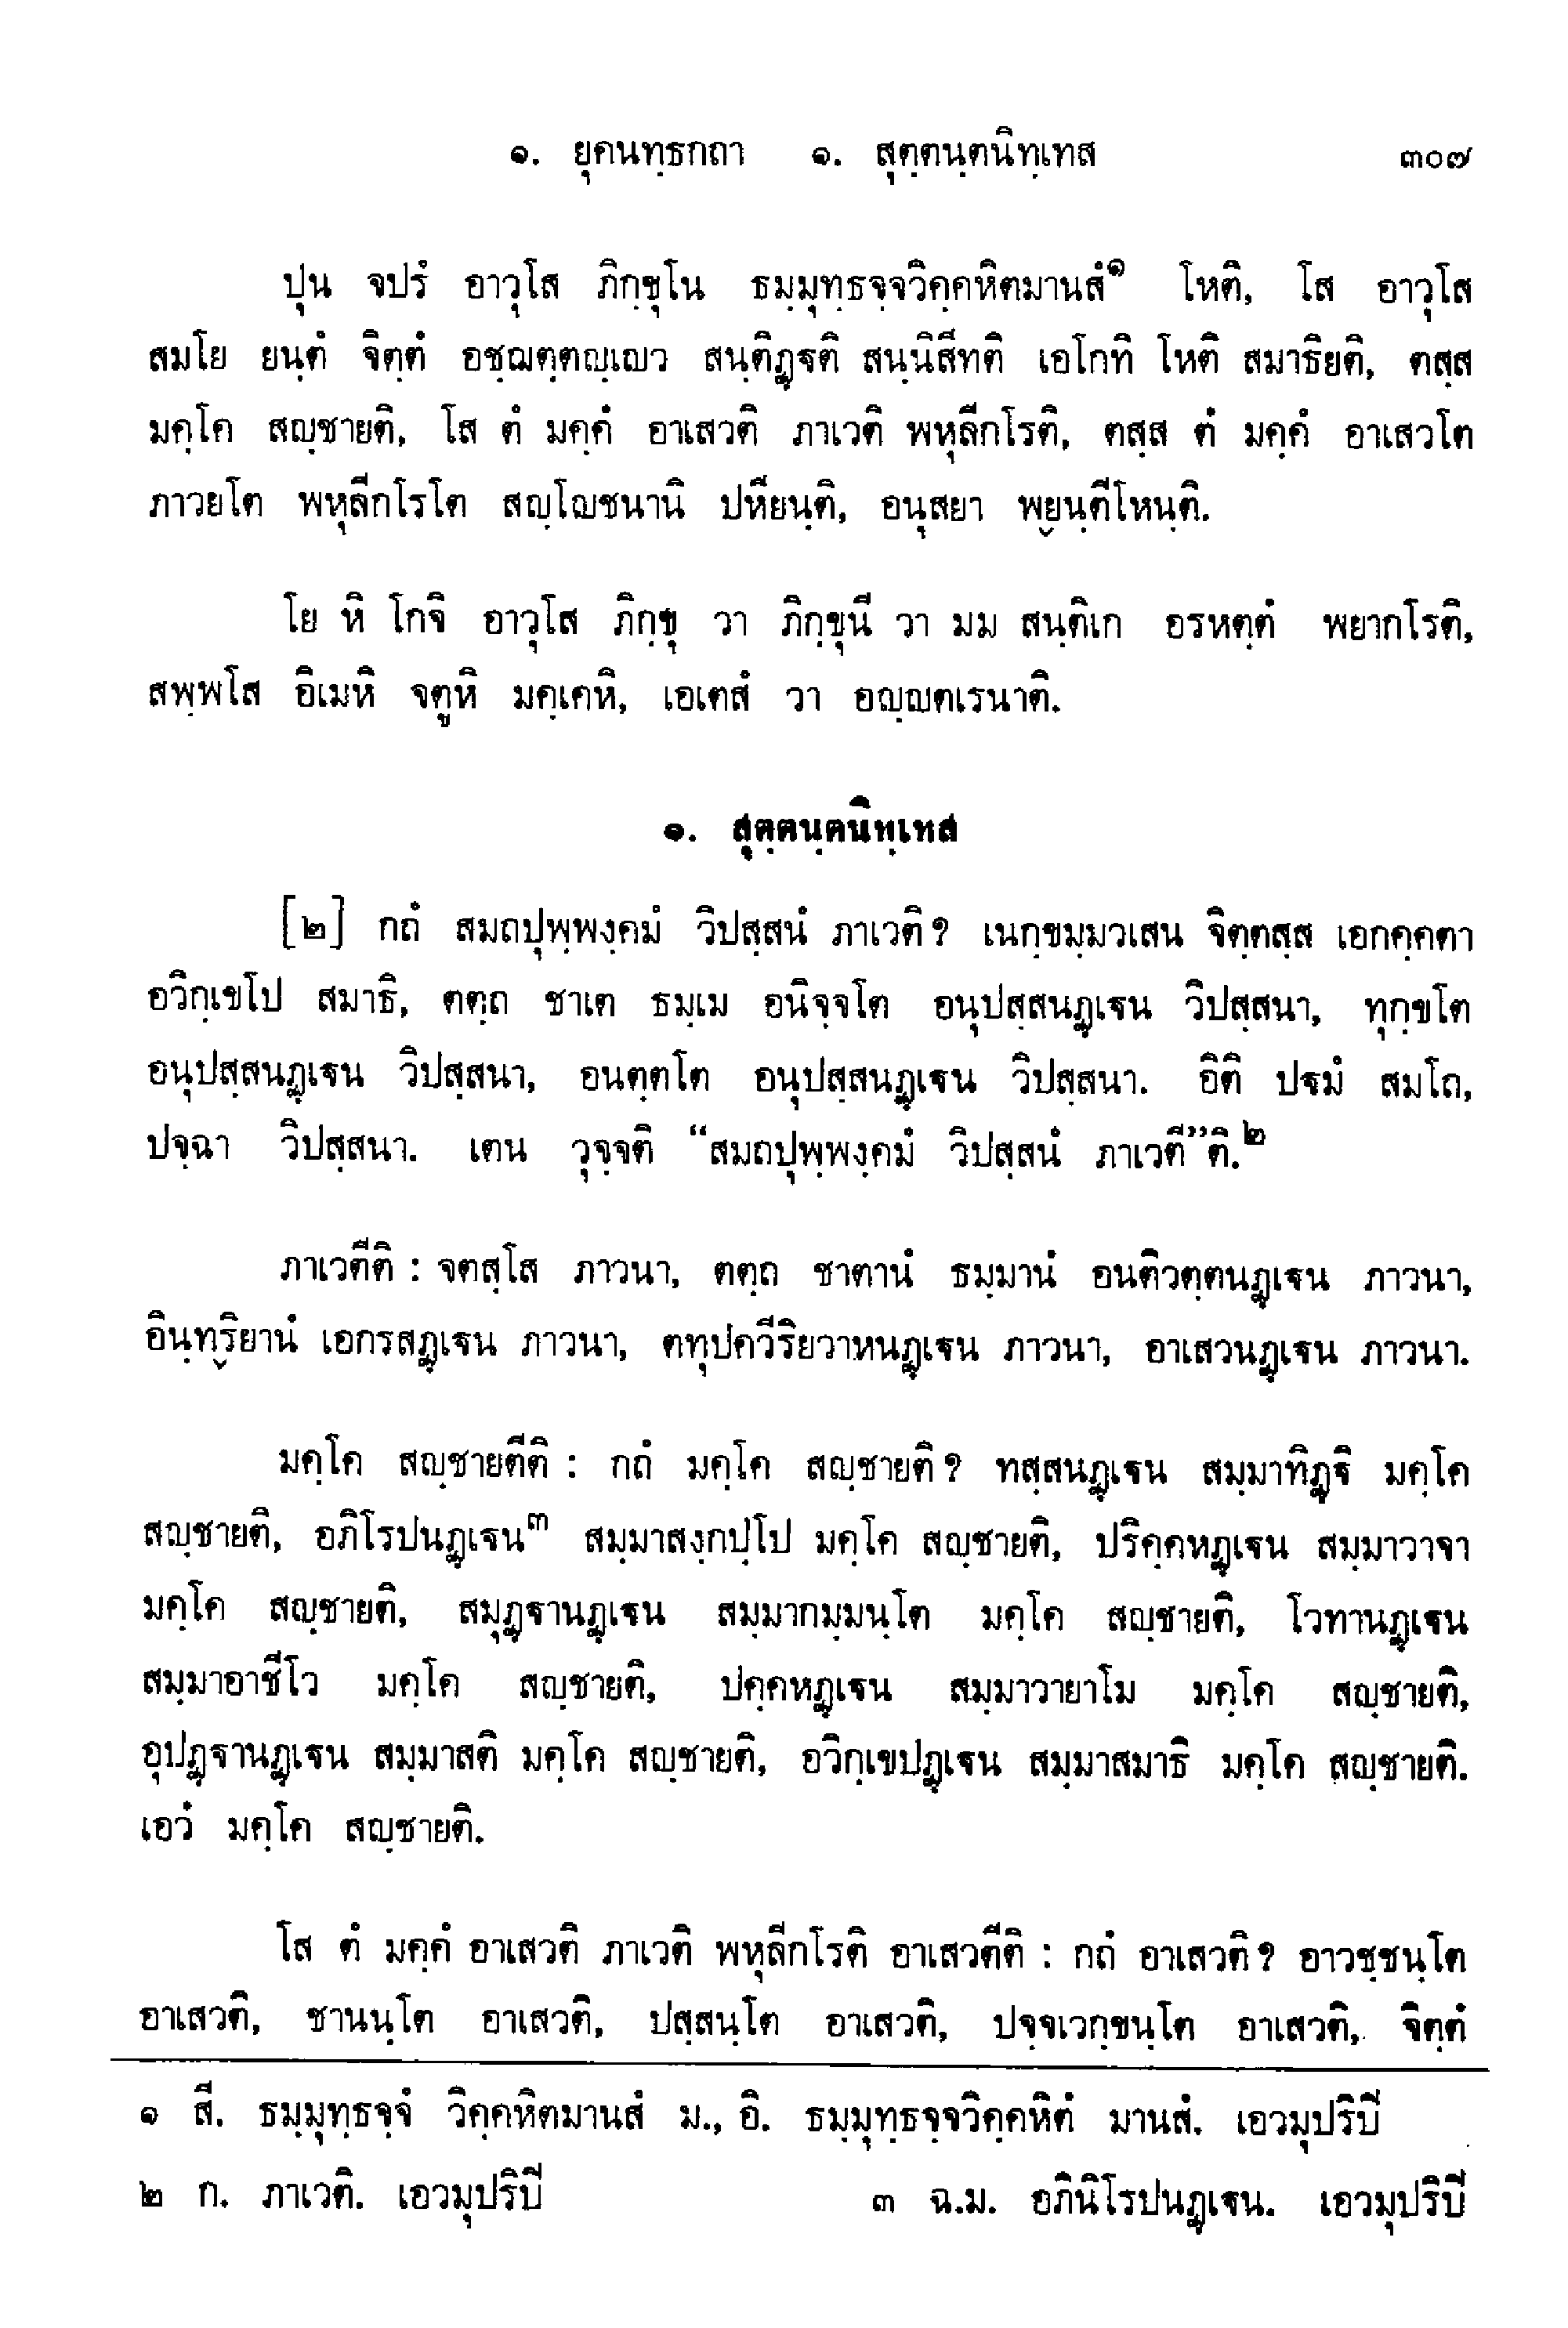 ๑. ยุคนทฺธกถา ๑. สุตฺตนฺตนิทฺเทส ๓๐๗
ปุน จปรํ อาวุโส ภิกฺขุโน ธมฺมุทฺธจฺจวิคฺคหิตมานสํ๑ โหติ, โส อาวุโส
สมโย ยนฺตํ จิตฺตํ อชฺฌตฺตญฺเญว สนฺติฏฺฐติ สนฺนิสีทติ เอโกทิ โหติ สมาธิยติ, ตสฺส
มคฺโค สญฺชายติ, โส ตํ มคฺคํ อาเสวติ ภาเวติ พหุลีกโรติ, ตสฺส ตํ มคฺคํ อาเสวโต
ภาวยโต พหุลีกโรโต สญฺโญชนานิ ปหียนฺติ, อนุสยา พฺยนฺตีโหนฺติ.
โย หิ โกจิ อาวุโส ภิกฺขุ วา ภิกฺขุนี วา มม สนฺติเก อรหตฺตํ พยากโรติ,
สพฺพโส อิเมหิ จตูหิ มคฺเคหิ, เอเตสํ วา อญฺญตเรนาติ.
๑. สุตฺตนฺตนิทฺเทส
[๒] กถํ สมถปุพฺพงฺคมํ วิปสฺสนํ ภาเวติ? เนกฺขมฺมวเสน จิตฺตสฺส เอกคฺคตา
อวิกฺเขโป สมาธิ, ตตฺถ ชาเต ธมฺเม อนิจฺจโต อนุปสฺสนฏฺเฐน วิปสฺสนา, ทุกฺขโต
อนุปสฺสนฏฺเฐน วิปสฺสนา, อนตฺตโต อนุปสฺสนฏฺเฐน วิปสฺสนา. อิติ ปฐมํ สมโถ,
ปจฺฉา วิปสฺสนา. เตน วุจฺจติ “สมถปุพฺพงฺคมํ วิปสฺสนํ ภาเวตี”ติ.๒
ภาเวตีติ : จตสฺโส ภาวนา, ตตฺถ ชาตานํ ธมฺมานํ อนติวตฺตนฏฺเฐน ภาวนา,
อินฺทฺริยานํ เอกรสฏฺเฐน ภาวนา, ตทุปควีริยวาหนฏฺเฐน ภาวนา, อาเสวนฏฺเฐน ภาวนา.
มคฺโค สญฺชายตีติ : กถํ มคฺโค สญฺชายติ? ทสฺสนฏฺเฐน สมฺมาทิฏฺฐิ มคฺโค
สญฺชายติ, อภิโรปนฏฺเฐน๓ สมฺมาสงฺกปฺโป มคฺโค สญฺชายติ, ปริคฺคหฏฺเฐน สมฺมาวาจา
มคฺโค สญฺชายติ, สมุฏฺฐานฏฺเฐน สมฺมากมฺมนฺโต มคฺโค สญฺชายติ, โวทานฏฺเฐน
สมฺมาอาชีโว มคฺโค สญฺชายติ, ปคฺคหฏฺเฐน สมฺมาวายาโม มคฺโค สญฺชายติ,
อุปฏฺฐานฏฺเฐน สมฺมาสติ มคฺโค สญฺชายติ, อวิกฺเขปฏฺเฐน สมฺมาสมาธิ มคฺโค สญฺชายติ.
เอวํ มคฺโค สญฺชายติ.
โส ตํ มคฺคํ อาเสวติ ภาเวติ พหุลีกโรติ อาเสวตีติ : กถํ อาเสวติ? อาวชฺชนฺโต
อาเสวติ, ชานนฺโต อาเสวติ, ปสฺสนฺโต อาเสวติ, ปจฺจเวกฺขนฺโต อาเสวติ, จิตฺตํ
๑ สี. ธมฺมุทฺธจฺจํ วิคฺคหิตมานสํ ม., อิ. ธมฺมุทฺธจฺจวิคฺคหิตํ มานสํ. เอวมุปริปิ
๒ ก. ภาเวติ. เอวมุปริปิ ๓ ฉ.ม. อภินิโรปนฏฺเฐน. เอวมุปริปิ